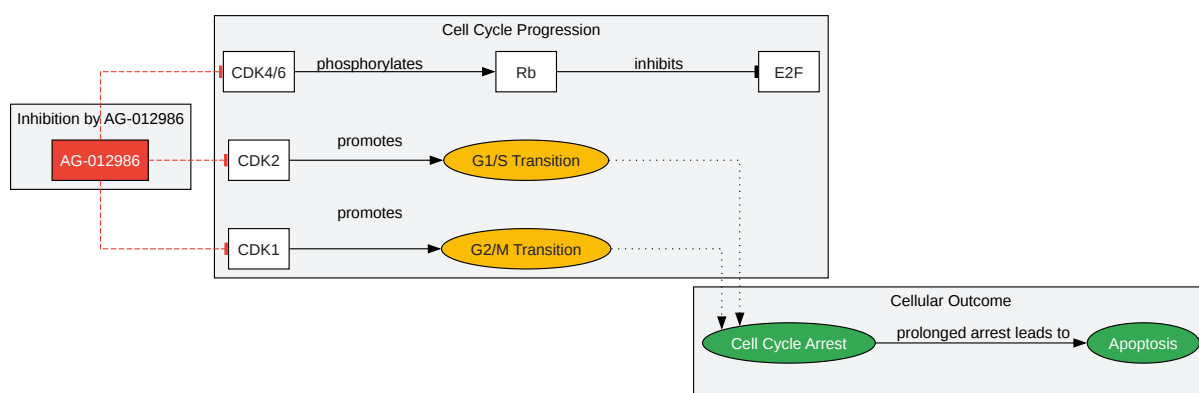 Cell Cycle Progression
CDK4/6
phosphorylates
Rb
inhibits
E2F
Inhibition by AG-012986
AG-012986
CDK2
promotes
G1/S Transition
CDK1
promotes
G2/M Transition
Cellular Outcome
Cell Cycle Arrest
prolonged arrest leads to
Apoptosis